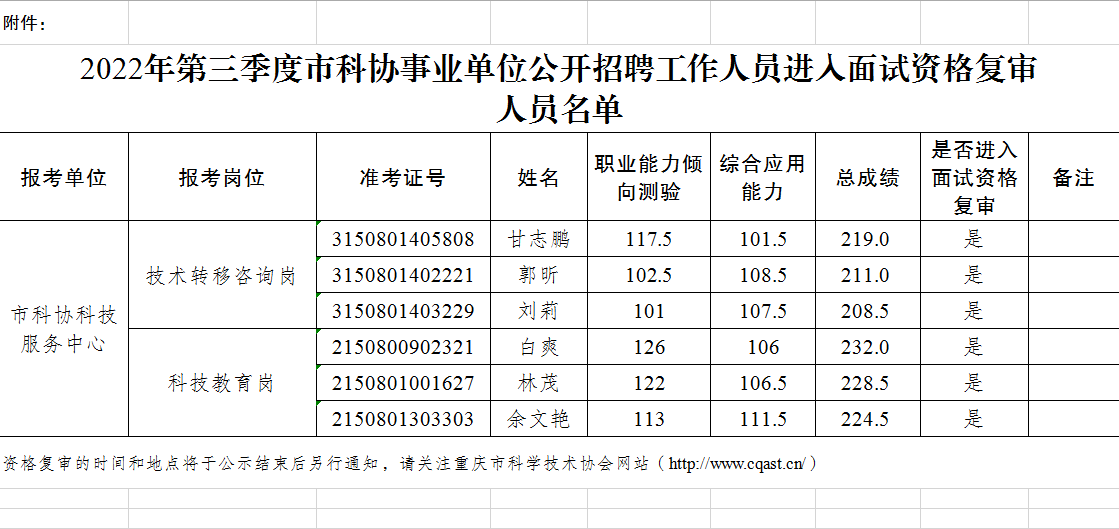 附件：
2022年第三季度市科协事业单位公开招聘工作人员进入面试资格复审
人员名单
报考单位 报考岗位 准考证号 姓名 职业能力倾向测验 综合应用能力 总成绩 是否进入面试资格复审 备注
市科协科技服务中心 技术转移咨询岗 3150801405808 甘志鹏 117.5 101.5 219.0 是
3150801402221 郭昕 102.5 108.5 211.0 是
3150801403229 刘莉 101 107.5 208.5 是
科技教育岗 2150800902321 白爽 126 106 232.0 是
2150801001627 林茂 122 106.5 228.5 是
2150801303303 余文艳 113 111.5 224.5 是
资格复审的时间和地点将于公示结束后另行通知，请关注重庆市科学技术协会网站（http://www.cqast.cn/）